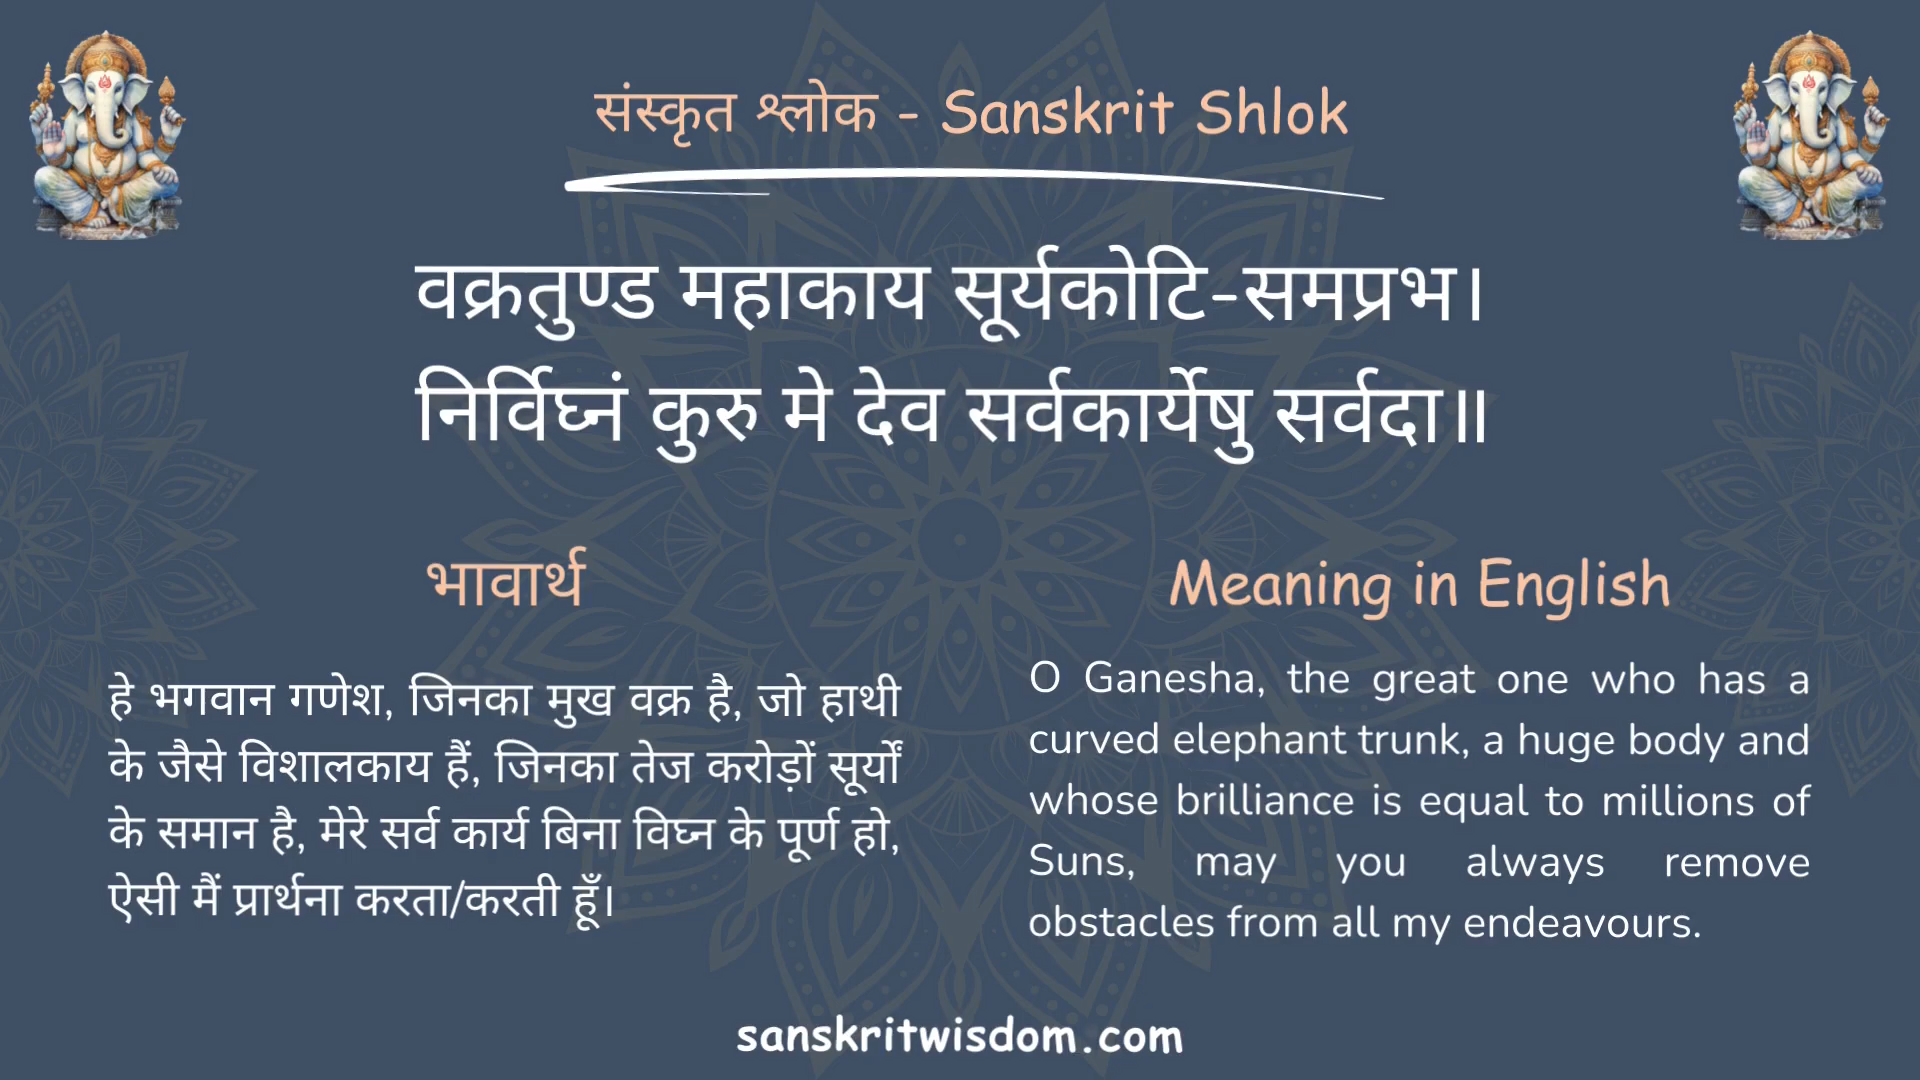 संस्कृत श्लोक - Sanskrit Shlok
वक्रतुण्ड महाकाय सूर्यकोटि-समप्रभ।
निर्विघ्नं कुरु मे देव सर्वकार्येषु सर्वदा॥
भावार्थ
हे भगवान गणेश, जिनका मुख वक्र है, जो हाथी
के जैसे विशालकाय हैं, जिनका तेज करोड़ों सूर्यों
के समान है, मेरे सर्व कार्य बिना विघ्न के पूर्ण हो,
ऐसी मैं प्रार्थना करता/करती हूँ।
Meaning in English
O Ganesha, the great one who has a
curved elephant trunk, a huge body and
whose brilliance is equal to millions of
Suns, may you always remove
obstacles from all my endeavours.
sanskritwisdom.com